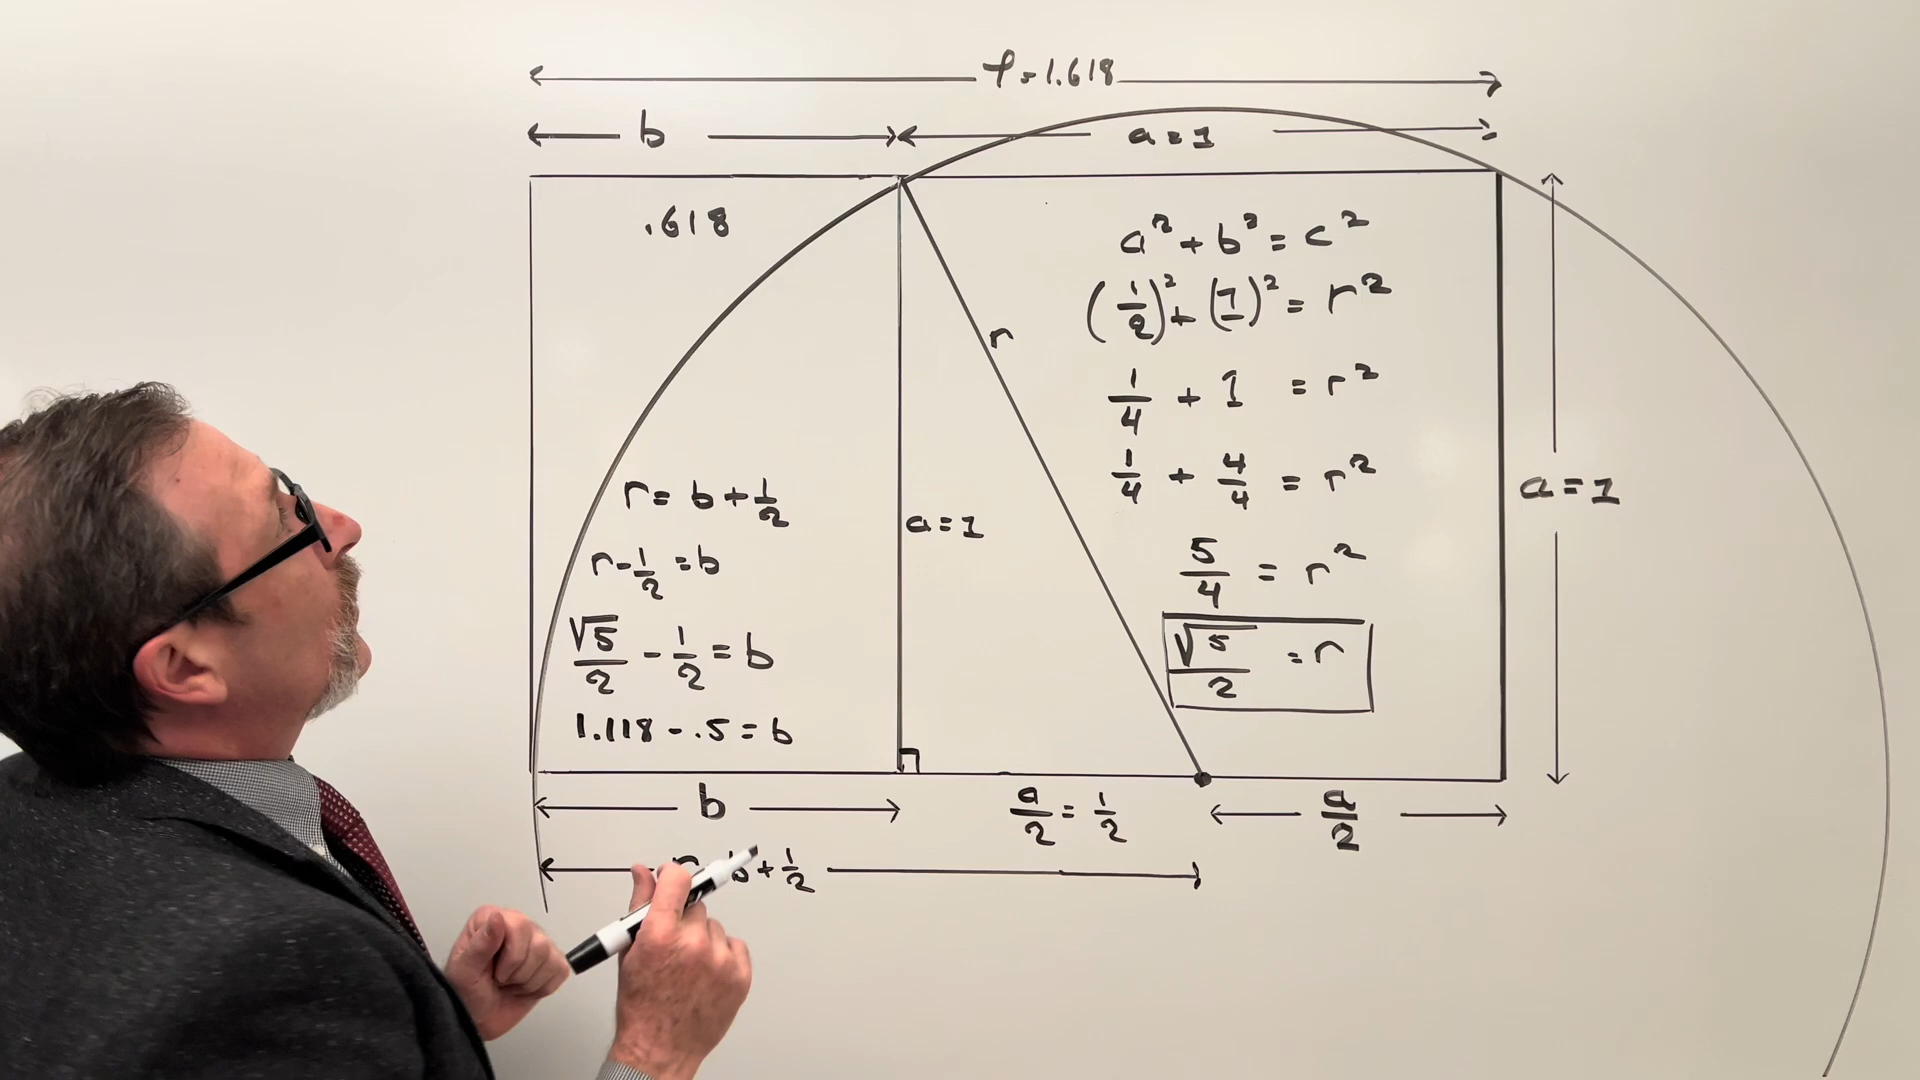 φ = 1.618
b
a = 1
.618
a² + b² = c²
(1/2)² + (1)² = r²
r
1/4 + 1 = r²
1/4 + 4/4 = r²
r = b + 1/2
a = 1
a = 1
r - 1/2 = b
5/4 = r²
√5/2 - 1/2 = b
√5/2 = r
1.118 - .5 = b
b
a/2 = 1/2
a/2
b + 1/2